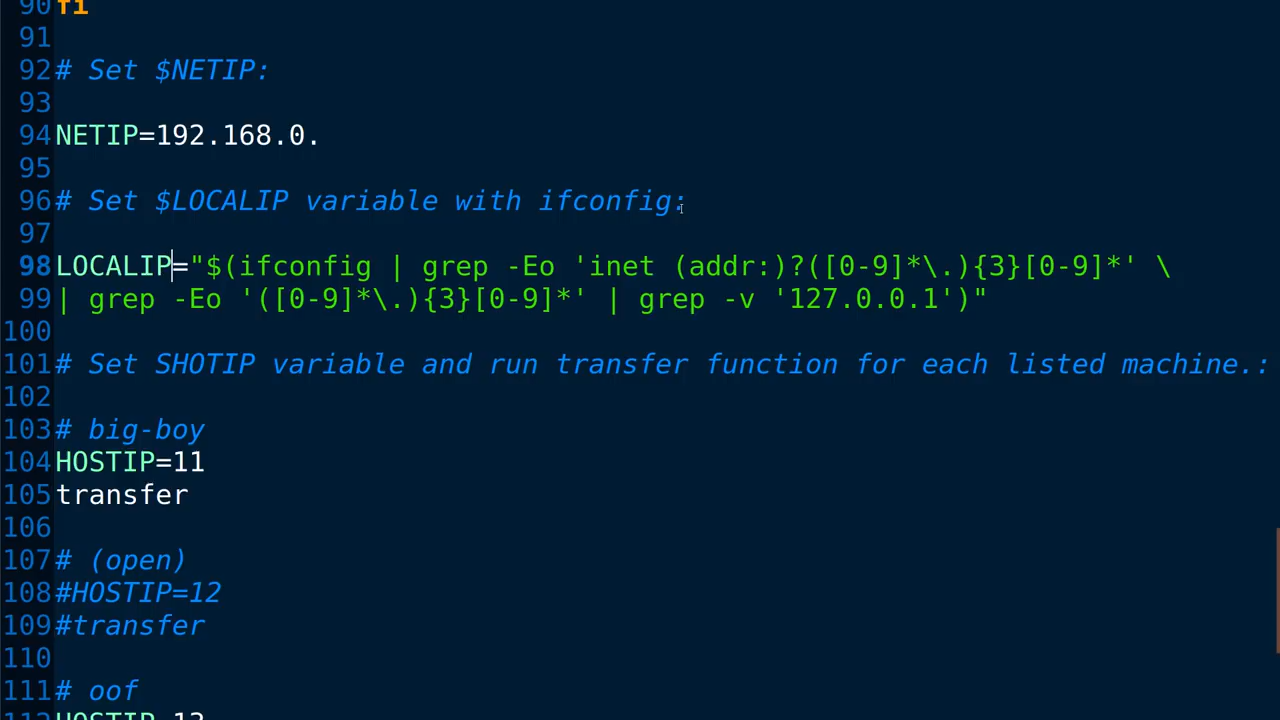 90 fi
91
92 # Set $NETIP:
93
94 NETIP=192.168.0.
95
96 # Set $LOCALIP variable with ifconfig:
97
98 LOCALIP="$(ifconfig | grep -Eo 'inet (addr:)?([0-9]*\.){3}[0-9]*' \
99 | grep -Eo '([0-9]*\.){3}[0-9]*' | grep -v '127.0.0.1')"
100
101 # Set SHOTIP variable and run transfer function for each listed machine.:
102
103 # big-boy
104 HOSTIP=11
105 transfer
106
107 # (open)
108 #HOSTIP=12
109 #transfer
110
111 # oof
112 HOSTIP=13